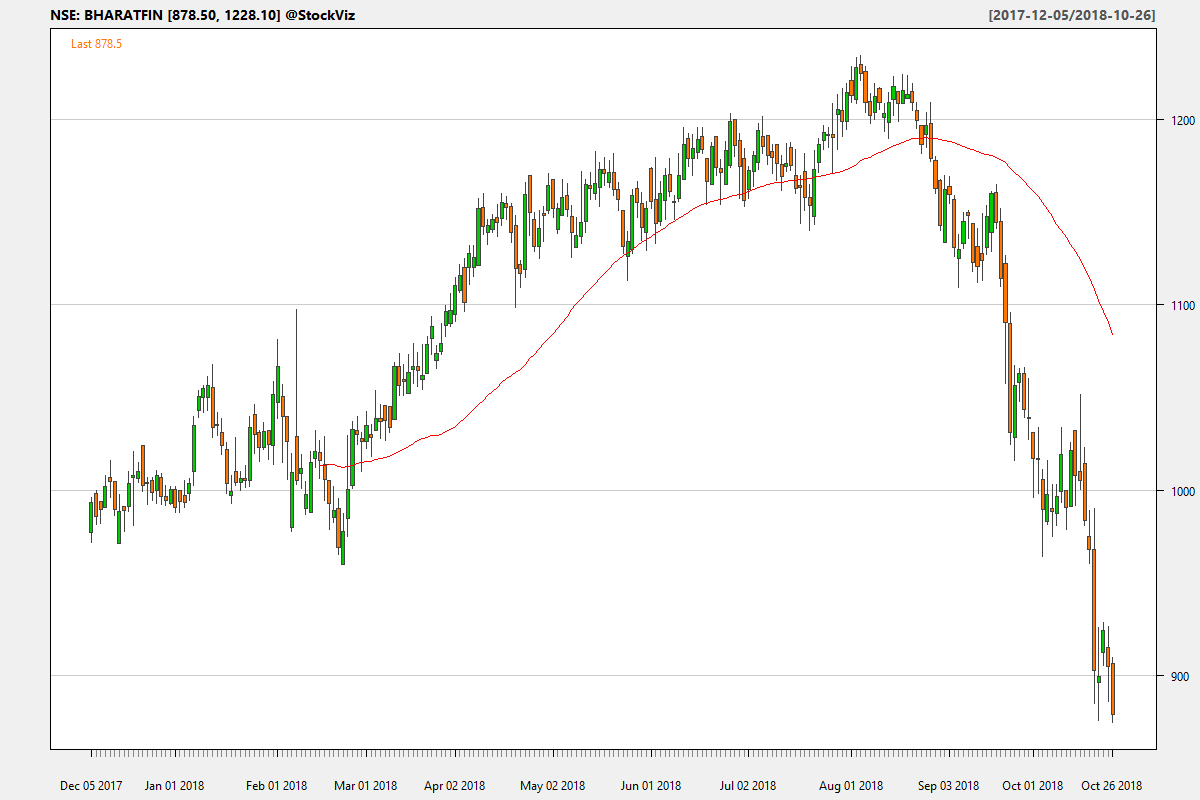 NSE: BHARATFIN [878.50, 1228.10] @StockViz
[2017-12-05/2018-10-26]
Last 878.5
1200
1100
1000
900
Dec 05 2017 Jan 01 2018 Feb 01 2018 Mar 01 2018 Apr 02 2018 May 02 2018 Jun 01 2018 Jul 02 2018 Aug 01 2018 Sep 03 2018 Oct 01 2018 Oct 26 2018